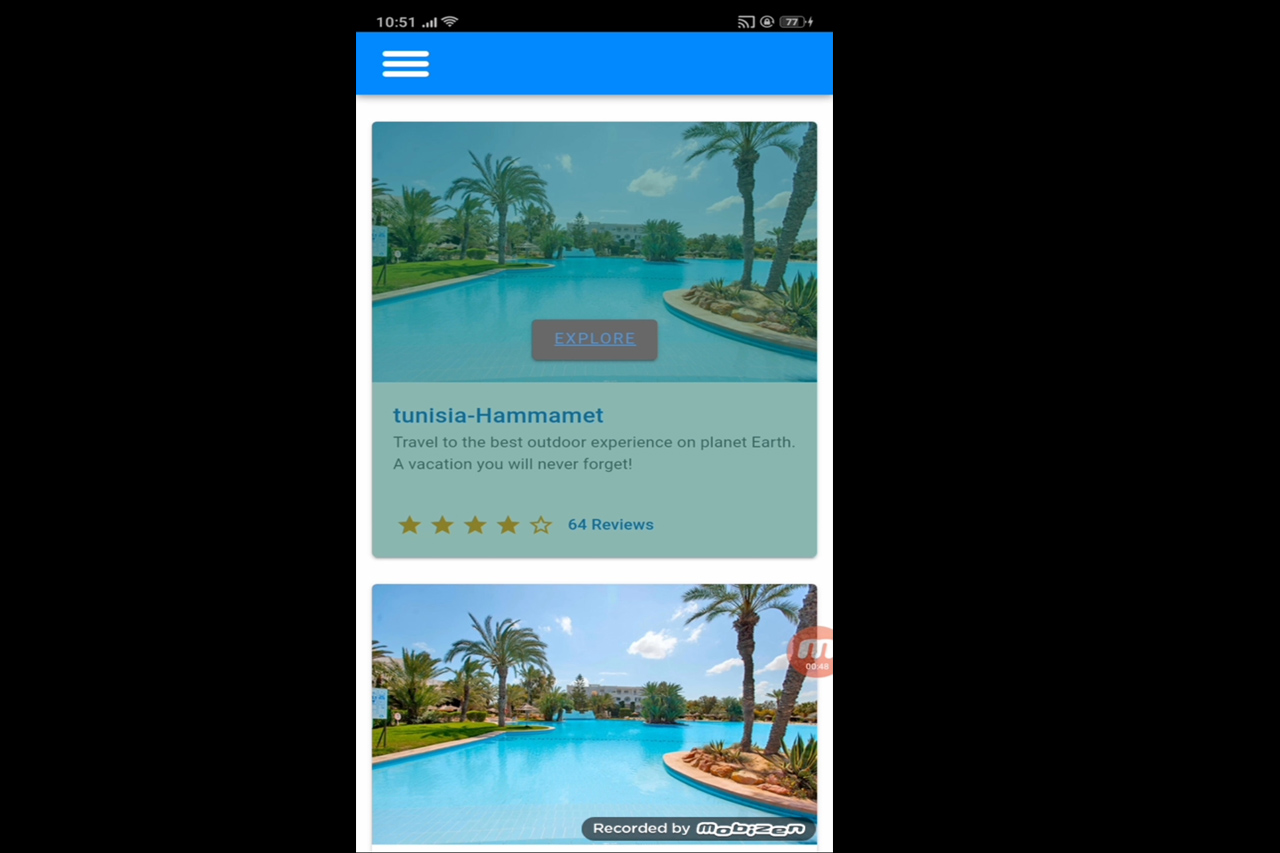 10:51
77
EXPLORE
tunisia-Hammamet
Travel to the best outdoor experience on planet Earth.
A vacation you will never forget!
64 Reviews
00:48
Recorded by mobizen